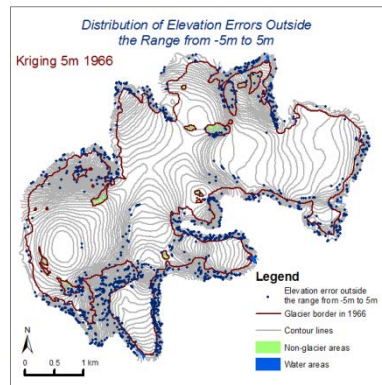 Distribution of Elevation Errors Outside
the Range from -5m to 5m
Kriging 5m 1966
Legend
Elevation error outside
the range from -5m to 5m
Glacier border in 1966
Contour lines
Non-glacier areas
Water areas
N
0 0.5 1 km